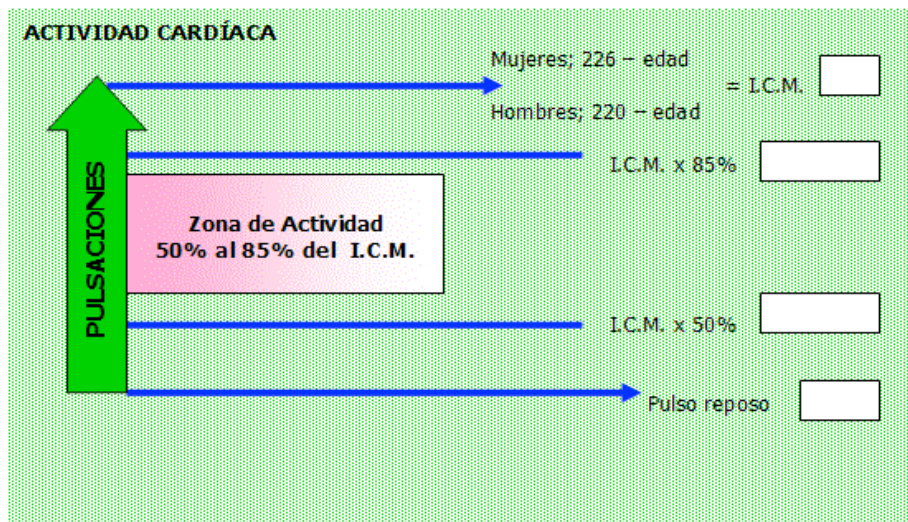 ACTIVIDAD CARDÍACA
Mujeres; 226 – edad
= I.C.M.
Hombres; 220 – edad
I.C.M. x 85%
PULSACIONES
Zona de Actividad
50% al 85% del I.C.M.
I.C.M. x 50%
Pulso reposo